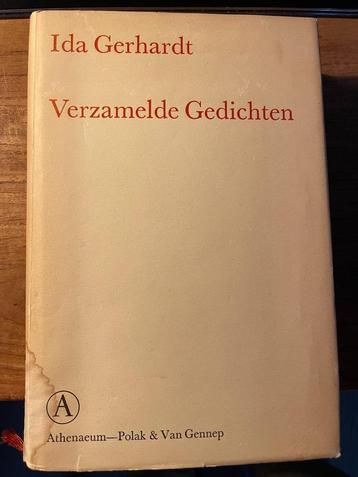 Ida Gerhardt
Verzamelde Gedichten
A
Athenaeum—Polak & Van Gennep